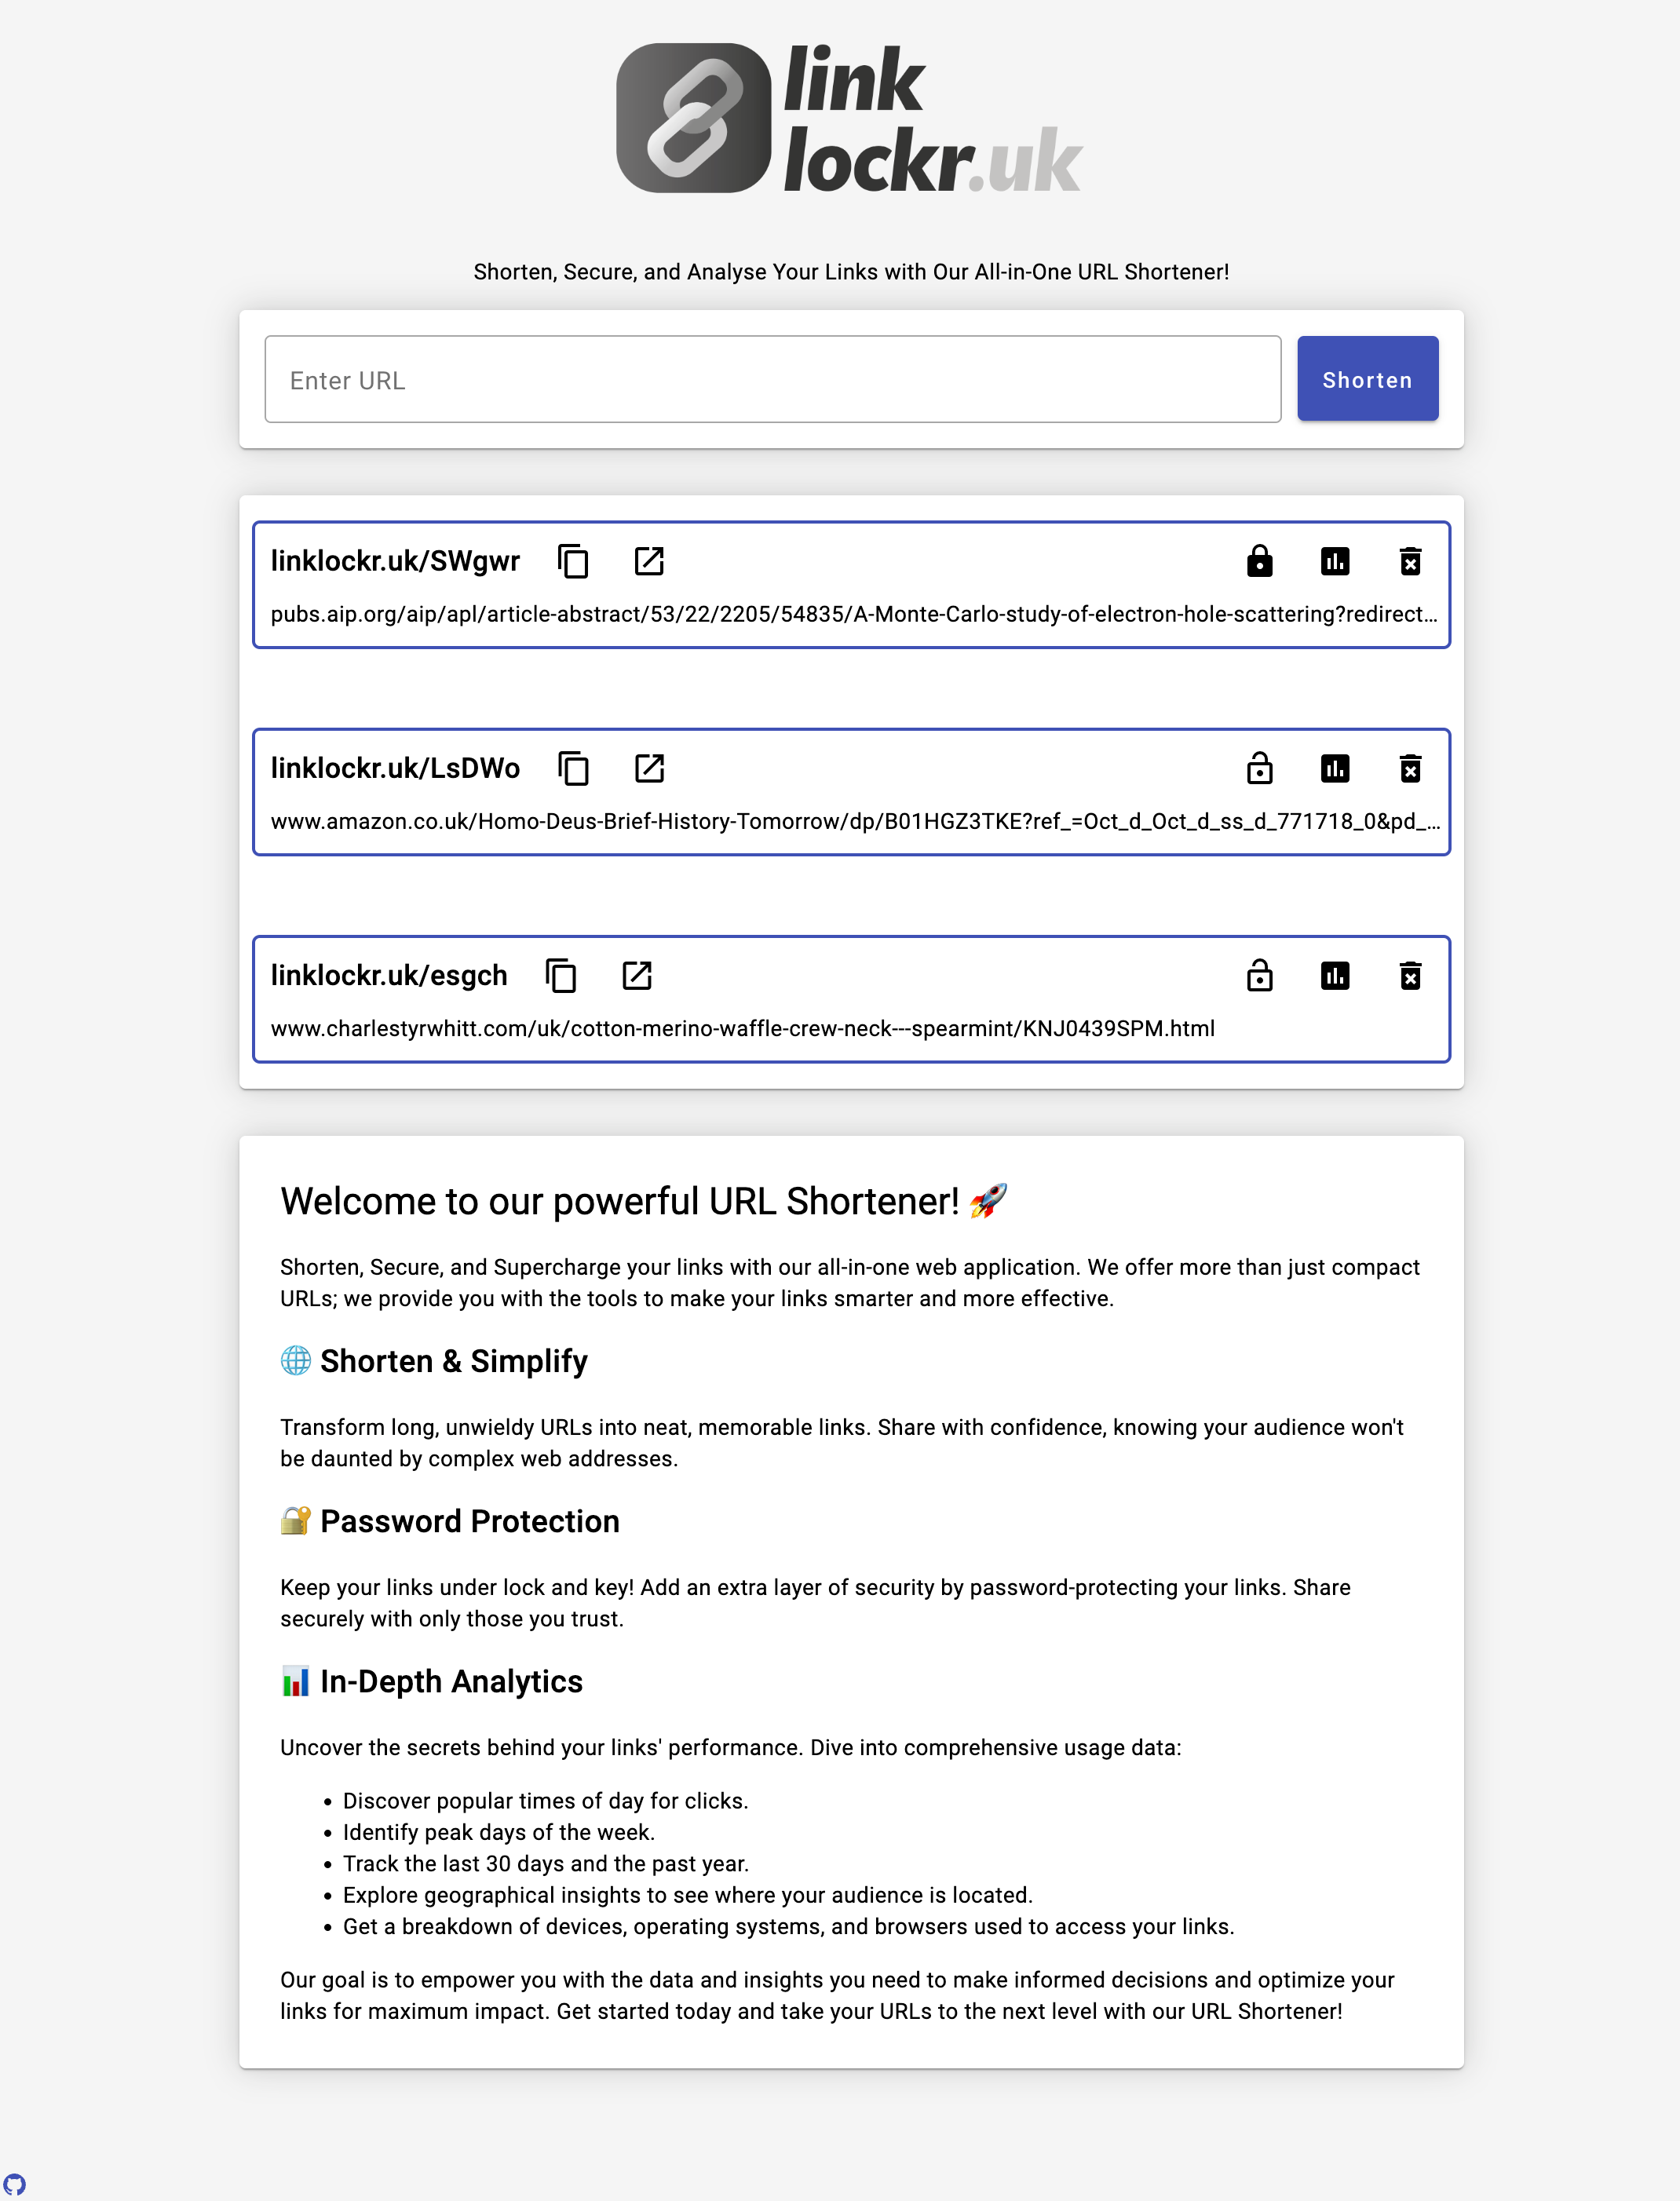 link
lockr.uk
Shorten, Secure, and Analyse Your Links with Our All-in-One URL Shortener!
Enter URL
Shorten
linklockr.uk/SWgwr
pubs.aip.org/aip/apl/article-abstract/53/22/2205/54835/A-Monte-Carlo-study-of-electron-hole-scattering?redirect...
linklockr.uk/LsDWo
www.amazon.co.uk/Homo-Deus-Brief-History-Tomorrow/dp/B01HGZ3TKE?ref_=Oct_d_Oct_d_ss_d_771718_0&pd_...
linklockr.uk/esgch
www.charlestyrwhitt.com/uk/cotton-merino-waffle-crew-neck---spearmint/KNJ0439SPM.html
Welcome to our powerful URL Shortener! 🚀
Shorten, Secure, and Supercharge your links with our all-in-one web application. We offer more than just compact
URLs; we provide you with the tools to make your links smarter and more effective.
🌐 Shorten & Simplify
Transform long, unwieldy URLs into neat, memorable links. Share with confidence, knowing your audience won't
be daunted by complex web addresses.
🔐 Password Protection
Keep your links under lock and key! Add an extra layer of security by password-protecting your links. Share
securely with only those you trust.
📊 In-Depth Analytics
Uncover the secrets behind your links' performance. Dive into comprehensive usage data:
• Discover popular times of day for clicks.
• Identify peak days of the week.
• Track the last 30 days and the past year.
• Explore geographical insights to see where your audience is located.
• Get a breakdown of devices, operating systems, and browsers used to access your links.
Our goal is to empower you with the data and insights you need to make informed decisions and optimize your
links for maximum impact. Get started today and take your URLs to the next level with our URL Shortener!